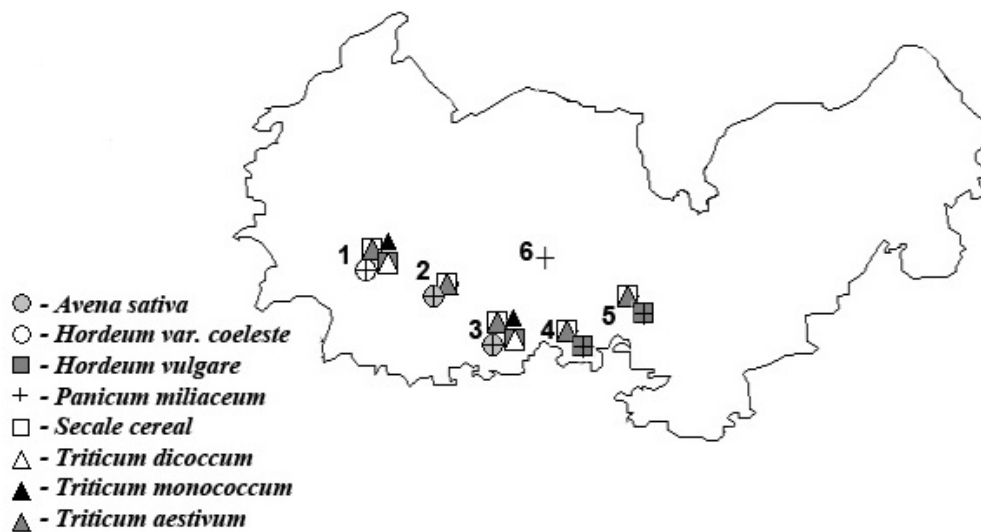 1
2
6
3
4
5
- Avena sativa
- Hordeum var. coeleste
- Hordeum vulgare
- Panicum miliaceum
- Secale cereal
- Triticum dicoccum
- Triticum monococcum
- Triticum aestivum